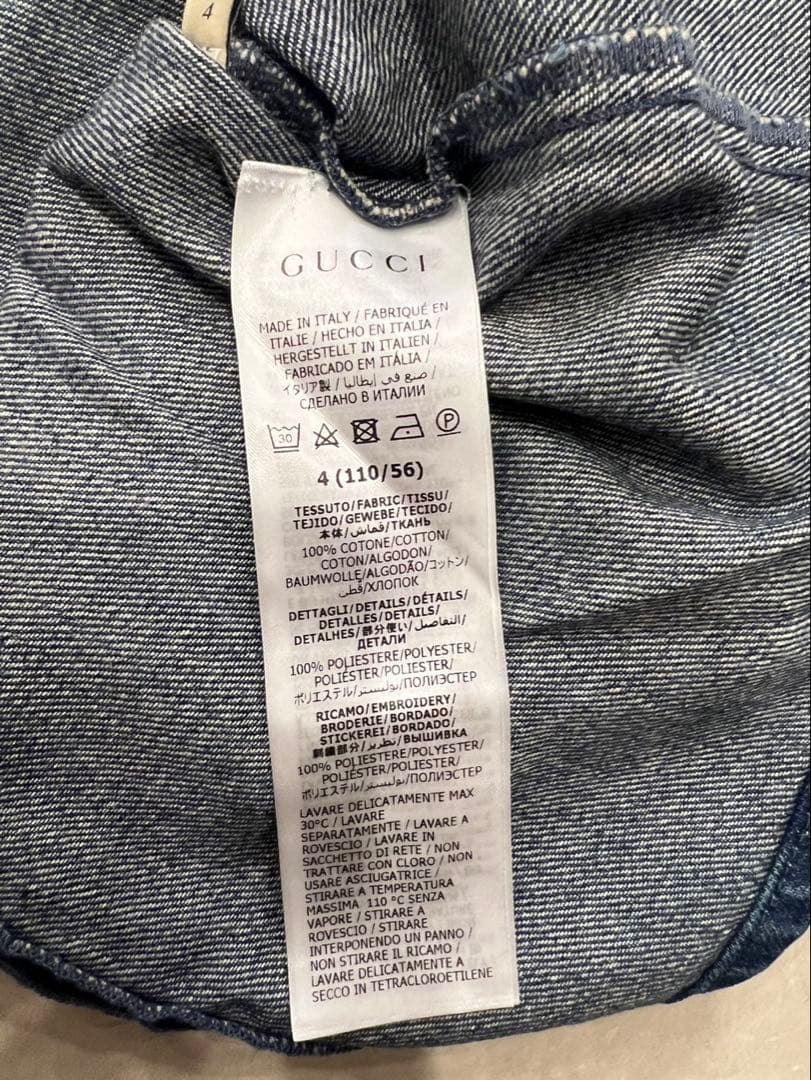 4
GUCCI
MADE IN ITALY / FABRIQUÉ EN
ITALIE / HECHO EN ITALIA /
HERGESTELLT IN ITALIEN /
FABRICADO EM ITÁLIA /
イタリア製 / صنع في إيطاليا /
СДЕЛАНО В ИТАЛИИ
30
P
4 (110/56)
TESSUTO/FABRIC/TISSU/
TEJIDO/GEWEBE/TECIDO/
本体/قماش/ТКАНЬ
100% COTONE/COTTON/
COTON/ALGODON/
BAUMWOLLE/ALGODÃO/コットン/
قطن/ХЛОПОК
DETTAGLI/DETAILS/DÉTAILS/
DETALLES/DETAILS/
DETALHES/部分使い/التفاصيل/
ДЕТАЛИ
100% POLIESTERE/POLYESTER/
POLIÉSTER/POLIESTER/
ポリエステル/بوليستر/ПОЛИЭСТЕР
RICAMO/EMBROIDERY/
BRODERIE/BORDADO/
STICKEREI/BORDADO/
刺繍部分/تطريز/ВЫШИВКА
100% POLIESTERE/POLYESTER/
POLIÉSTER/POLIESTER/
ポリエステル/بوليستر/ПОЛИЭСТЕР
LAVARE DELICATAMENTE MAX
30°C / LAVARE
SEPARATAMENTE / LAVARE A
ROVESCIO / LAVARE IN
SACCHETTO DI RETE / NON
TRATTARE CON CLORO / NON
USARE ASCIUGATRICE /
STIRARE A TEMPERATURA
MASSIMA 110 °C SENZA
VAPORE / STIRARE A
ROVESCIO / STIRARE
INTERPONENDO UN PANNO /
NON STIRARE IL RICAMO /
LAVARE DELICATAMENTE A
SECCO IN TETRACLOROETILENE